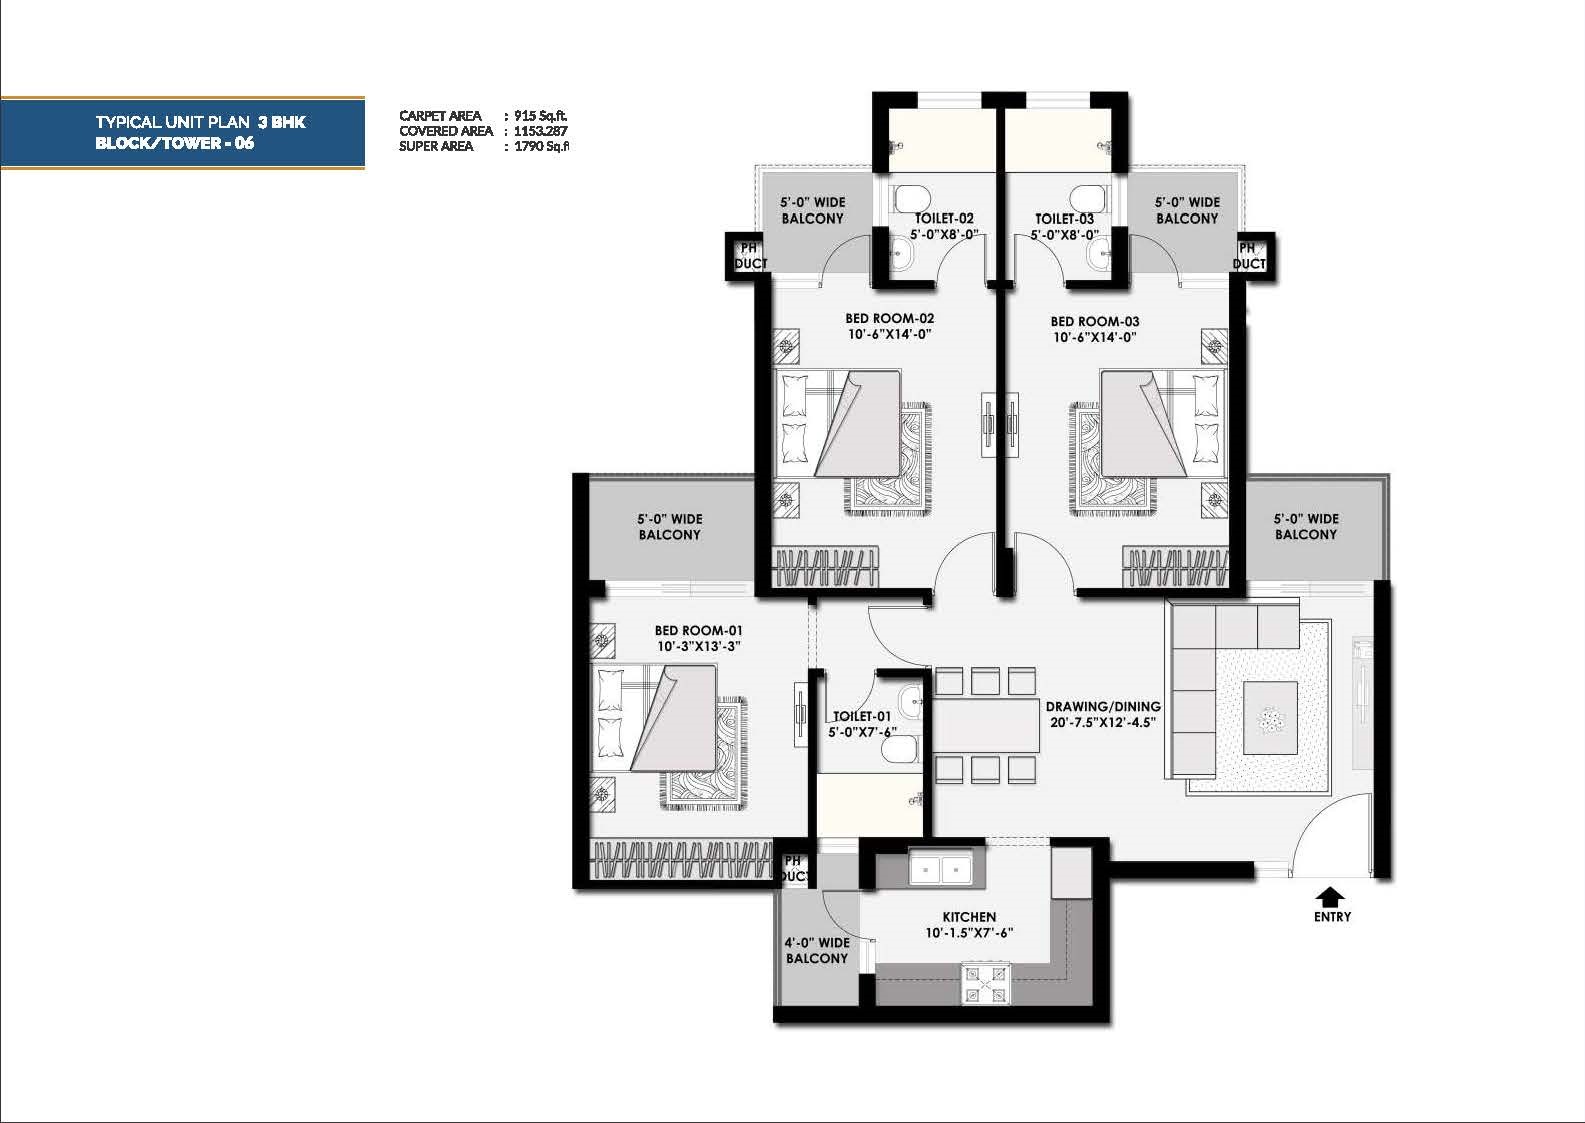 TYPICAL UNIT PLAN 3 BHK
BLOCK/TOWER - 06
CARPET AREA : 915 Sq.ft.
COVERED AREA : 1153.287
SUPER AREA : 1790 Sq.ft
5'-0" WIDE
BALCONY
TOILET-02
5'-0"X8'-0"
TOILET-03
5'-0"X8'-0"
5'-0" WIDE
BALCONY
PH
DUCT
PH
DUCT
BED ROOM-02
10'-6"X14'-0"
BED ROOM-03
10'-6"X14'-0"
5'-0" WIDE
BALCONY
5'-0" WIDE
BALCONY
BED ROOM-01
10'-3"X13'-3"
TOILET-01
5'-0"X7'-6"
DRAWING/DINING
20'-7.5"X12'-4.5"
PH
DUCT
KITCHEN
10'-1.5"X7'-6"
4'-0" WIDE
BALCONY
ENTRY